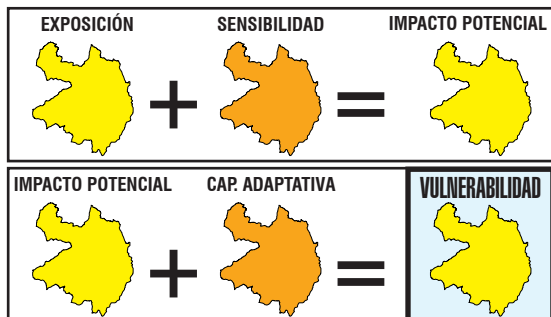 EXPOSICIÓN SENSIBILIDAD IMPACTO POTENCIAL
+ =
IMPACTO POTENCIAL CAP. ADAPTATIVA VULNERABILIDAD
+ =